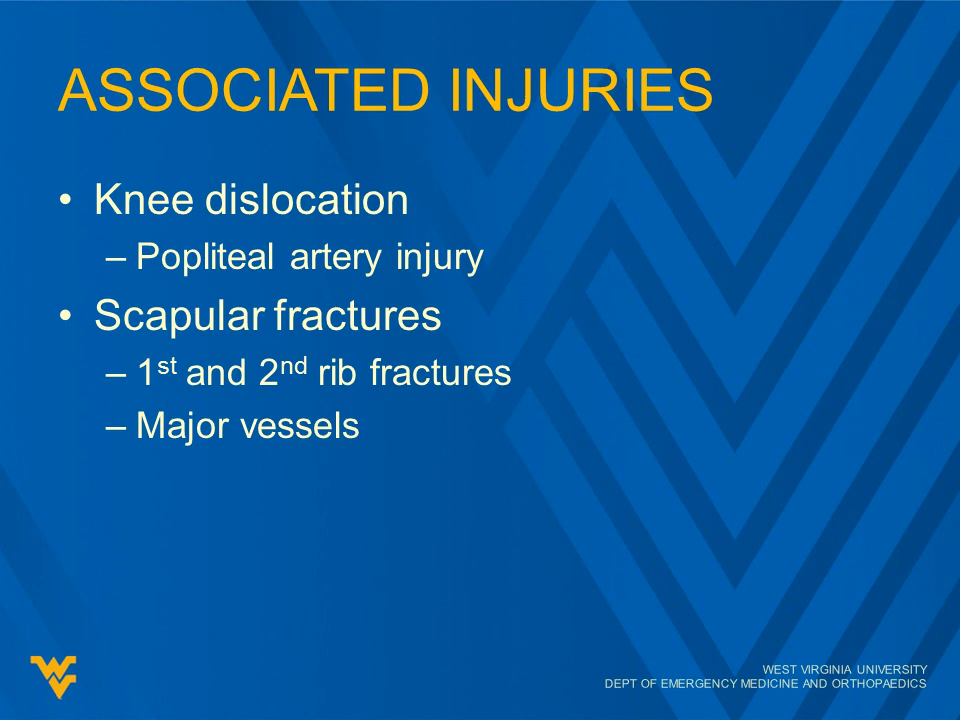 ASSOCIATED INJURIES
• Knee dislocation
– Popliteal artery injury
• Scapular fractures
– 1st and 2nd rib fractures
– Major vessels
WEST VIRGINIA UNIVERSITY
DEPT OF EMERGENCY MEDICINE AND ORTHOPAEDICS